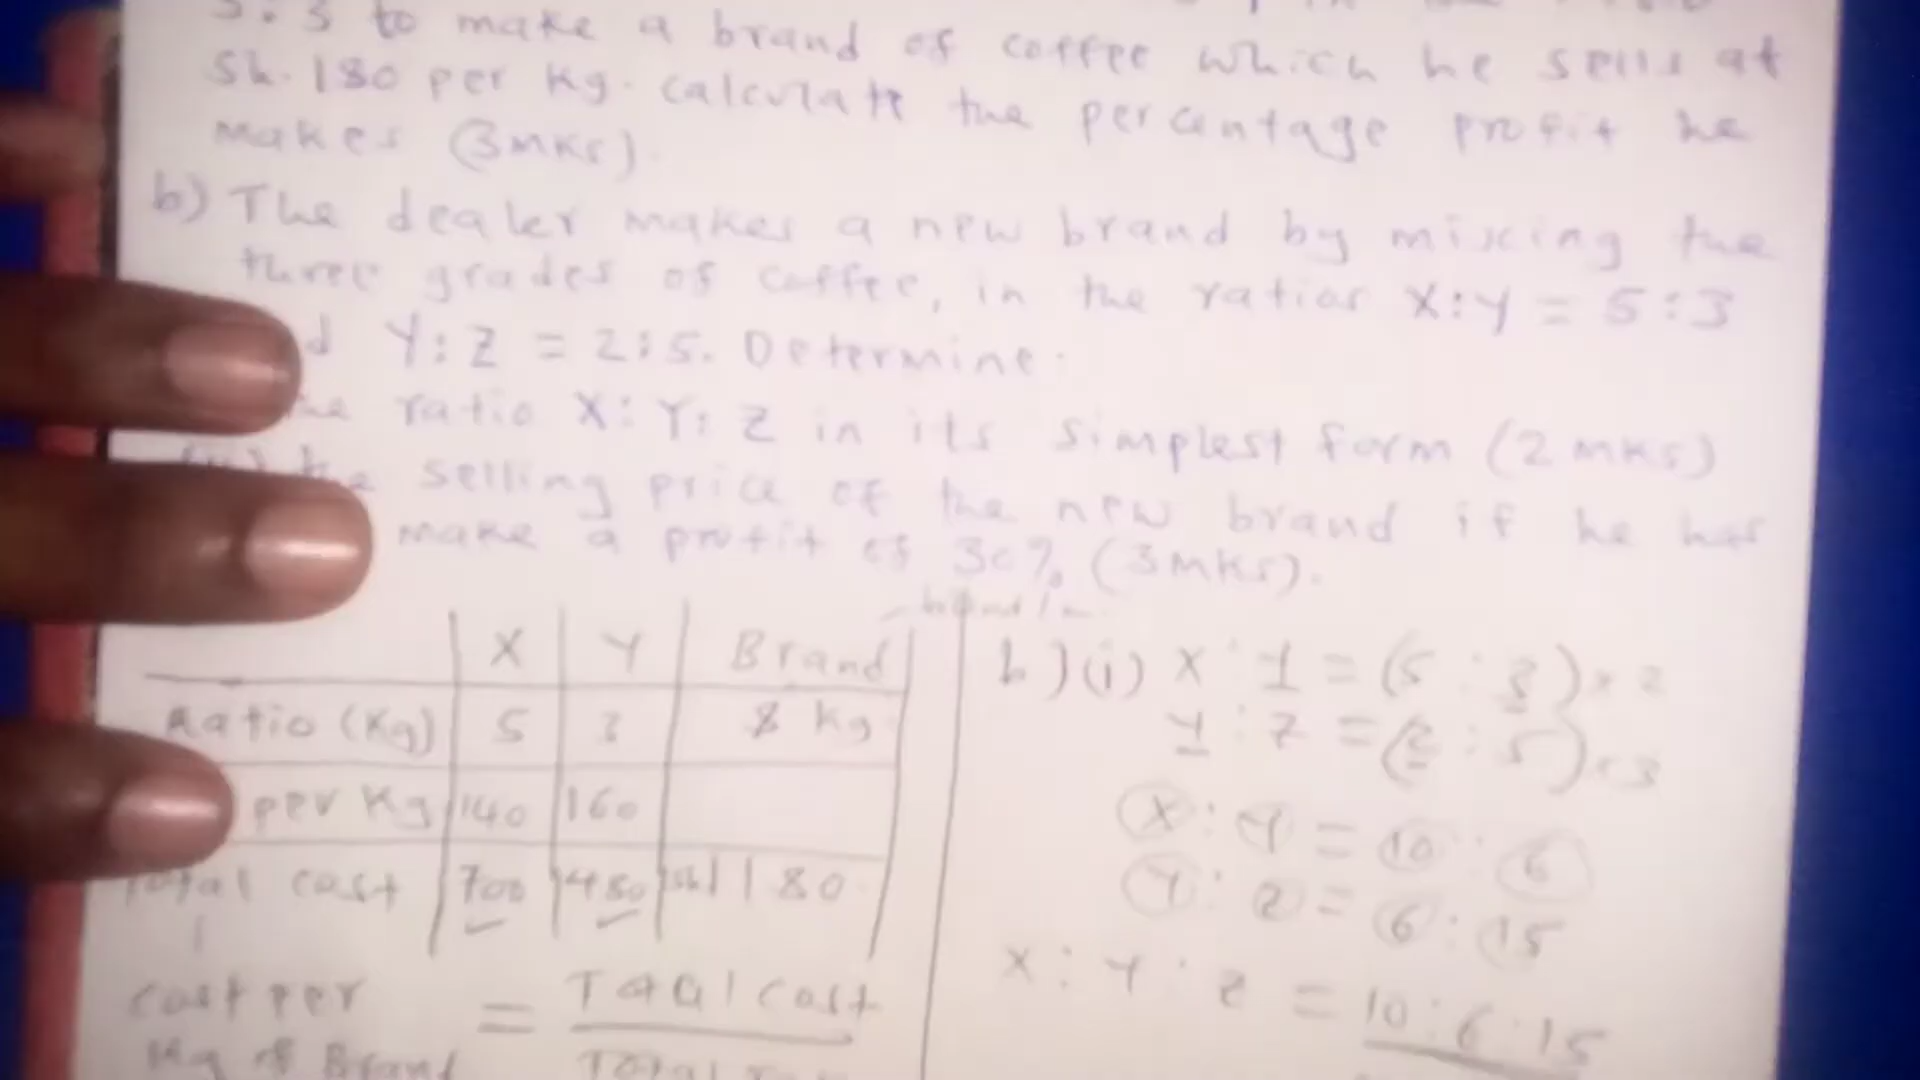 5:3 to make a brand of coffee which he sells at
Sh. 180 per kg. calculate the percentage profit he
makes (3mks).
b) The dealer makes a new brand by mixing the
three grades of coffee, in the ratios X:Y = 5:3
d Y:Z = 2:5. Determine:
he ratio X:Y:Z in its simplest form (2mks)
the selling price of the new brand if he has
make a profit of 30% (3mks).
X Y Brand
Ratio (Kg) 5 3 8 kg
per Kg 140 160
Total cost 700 480 sh 1180
cost per = Total cost
Kg of Brand Total
b)(i) X:Y = (5:3)×2
Y:Z = (2:5)×3
X:Y = 10:6
Y:Z = 6:15
X:Y:Z = 10:6:15